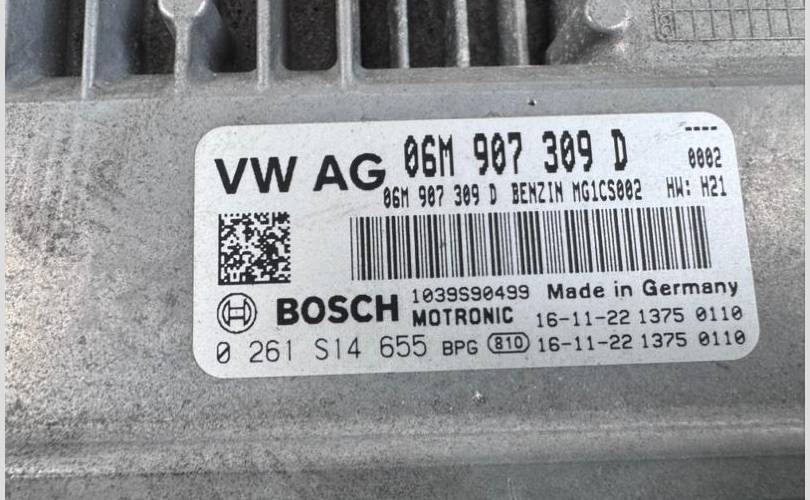 VW AG 06M 907 309 D ----
0002
06M 907 309 D BENZIN MG1CS002 HW: H21
BOSCH 1039S90499 Made in Germany
MOTRONIC 16-11-22 1375 0110
0 261 S14 655 BPG 810 16-11-22 1375 0110